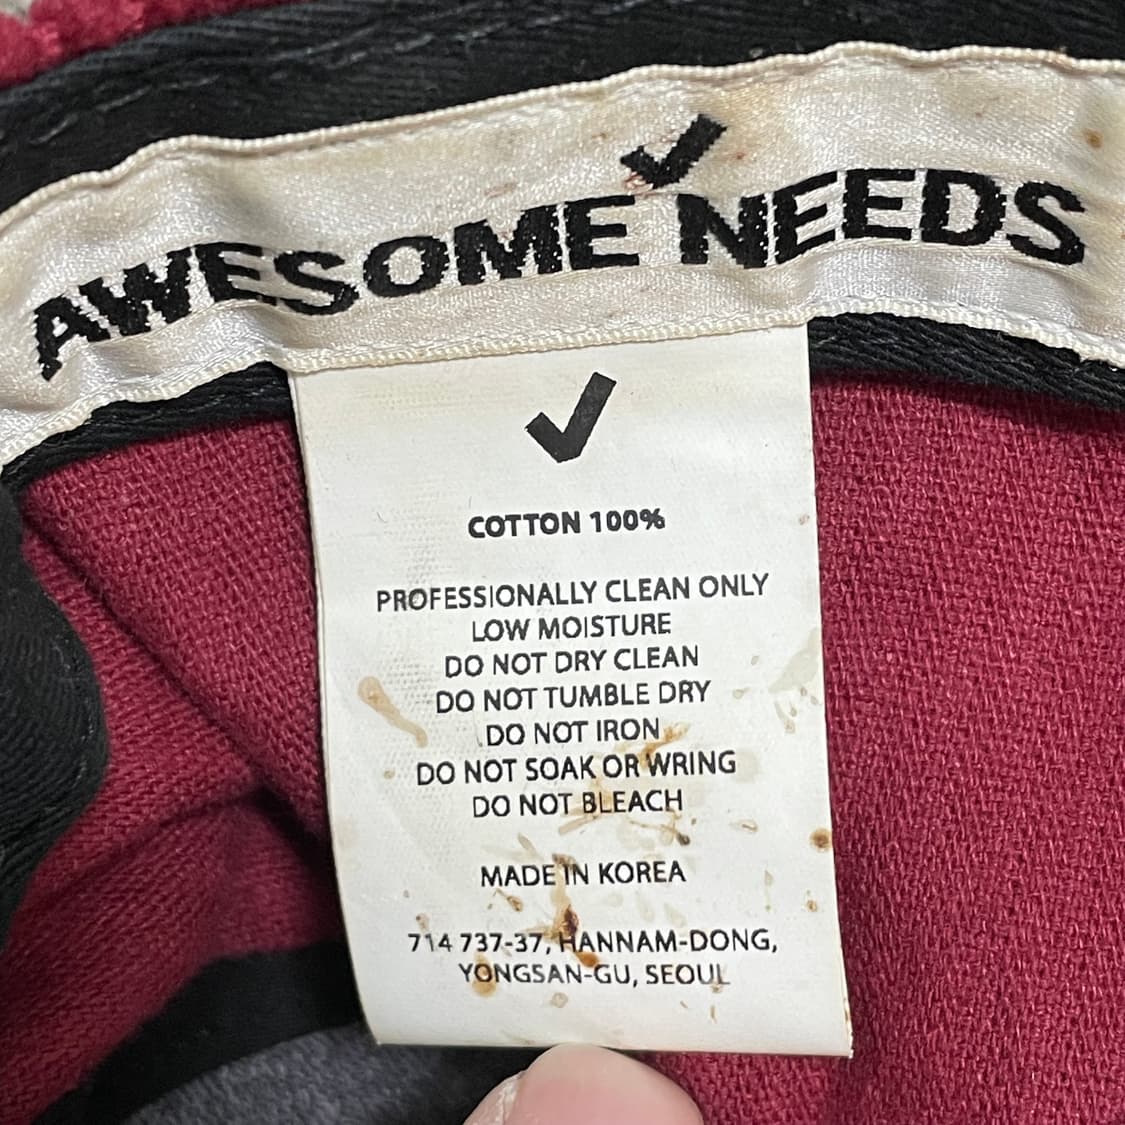 AWESOME NEEDS
COTTON 100%
PROFESSIONALLY CLEAN ONLY
LOW MOISTURE
DO NOT DRY CLEAN
DO NOT TUMBLE DRY
DO NOT IRON
DO NOT SOAK OR WRING
DO NOT BLEACH
MADE IN KOREA
714 737-37, HANNAM-DONG,
YONGSAN-GU, SEOUL